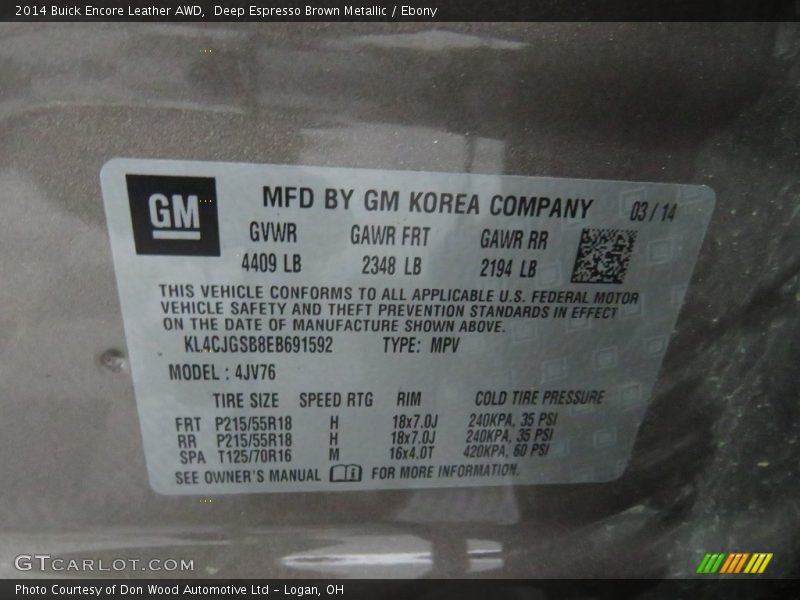 2014 Buick Encore Leather AWD,  Deep Espresso Brown Metallic / Ebony
GM
MFD BY GM KOREA COMPANY 03 / 14
GVWR GAWR FRT GAWR RR
4409 LB 2348 LB 2194 LB
THIS VEHICLE CONFORMS TO ALL APPLICABLE U.S. FEDERAL MOTOR
VEHICLE SAFETY AND THEFT PREVENTION STANDARDS IN EFFECT
ON THE DATE OF MANUFACTURE SHOWN ABOVE.
KL4CJGSB8EB691592 TYPE: MPV
MODEL : 4JV76
TIRE SIZE SPEED RTG RIM COLD TIRE PRESSURE
FRT P215/55R18 H 18x7.0J 240KPA, 35 PSI
RR P215/55R18 H 18x7.0J 240KPA, 35 PSI
SPA T125/70R16 M 16x4.0T 420KPA, 60 PSI
SEE OWNER'S MANUAL FOR MORE INFORMATION.
GTCARLOT.COM
Photo Courtesy of Don Wood Automotive Ltd - Logan, OH